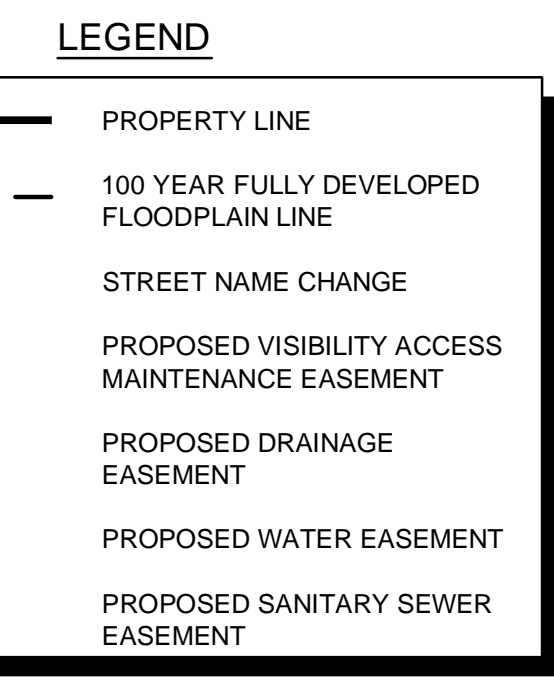 LEGEND
PROPERTY LINE
100 YEAR FULLY DEVELOPED
FLOODPLAIN LINE
STREET NAME CHANGE
PROPOSED VISIBILITY ACCESS
MAINTENANCE EASEMENT
PROPOSED DRAINAGE
EASEMENT
PROPOSED WATER EASEMENT
PROPOSED SANITARY SEWER
EASEMENT